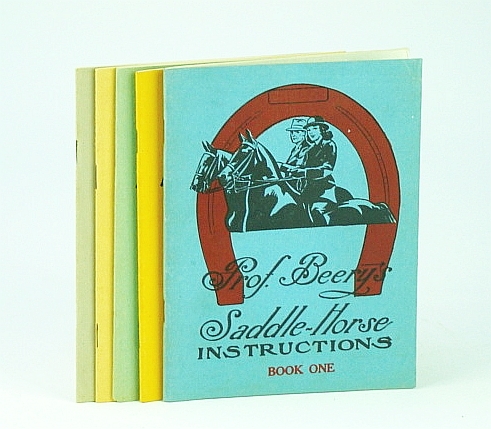 Prof. Beery's
Saddle-Horse
INSTRUCTIONS
BOOK ONE